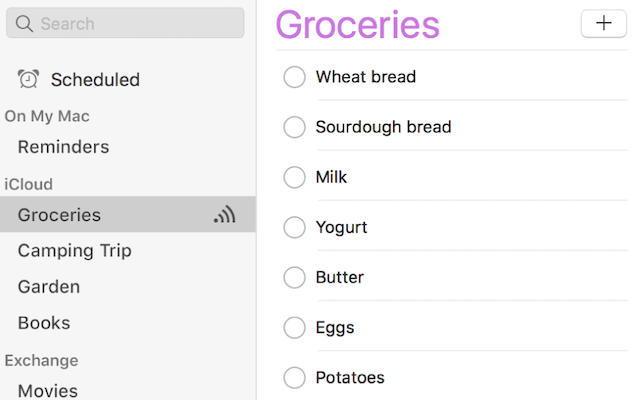 Search
Scheduled
On My Mac
Reminders
iCloud
Groceries
Camping Trip
Garden
Books
Exchange
Movies
Groceries
Wheat bread
Sourdough bread
Milk
Yogurt
Butter
Eggs
Potatoes